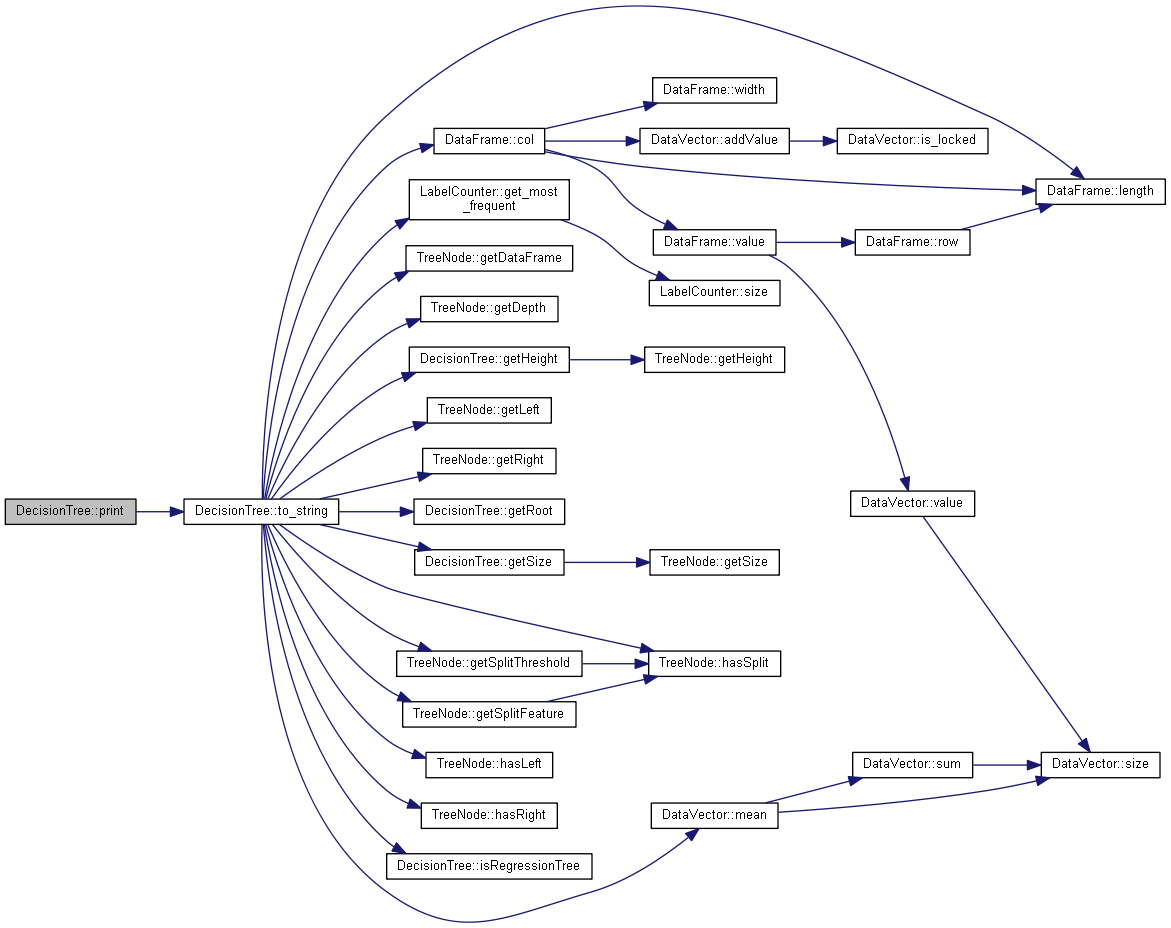 DataFrame::width
DataFrame::col
DataVector::addValue
DataVector::is_locked
LabelCounter::get_most
_frequent
DataFrame::length
DataFrame::value
DataFrame::row
TreeNode::getDataFrame
LabelCounter::size
TreeNode::getDepth
DecisionTree::getHeight
TreeNode::getHeight
TreeNode::getLeft
TreeNode::getRight
DataVector::value
DecisionTree::print
DecisionTree::to_string
DecisionTree::getRoot
DecisionTree::getSize
TreeNode::getSize
TreeNode::getSplitThreshold
TreeNode::hasSplit
TreeNode::getSplitFeature
TreeNode::hasLeft
DataVector::sum
DataVector::size
TreeNode::hasRight
DataVector::mean
DecisionTree::isRegressionTree